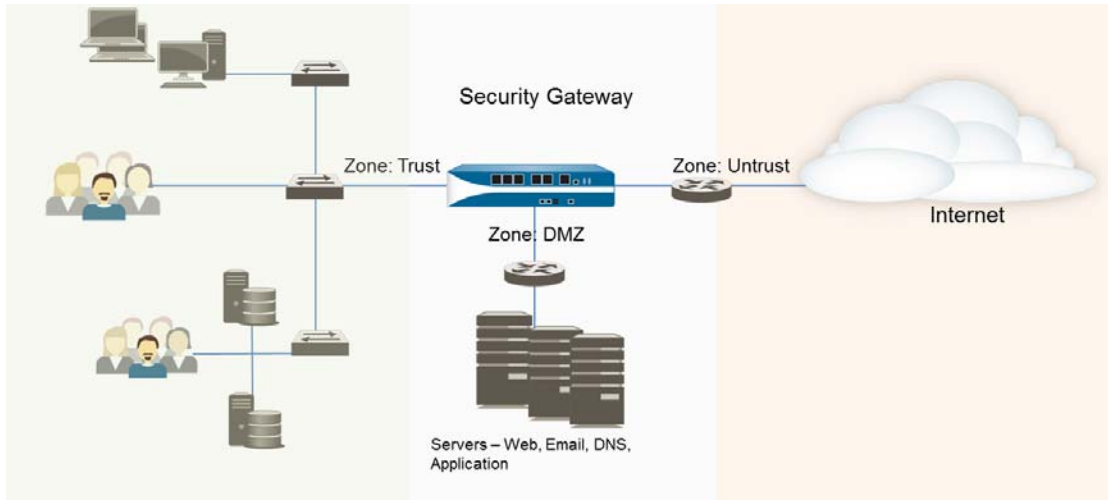 Security Gateway
Zone: Trust
Zone: Untrust
Internet
Zone: DMZ
Servers – Web, Email, DNS,
Application